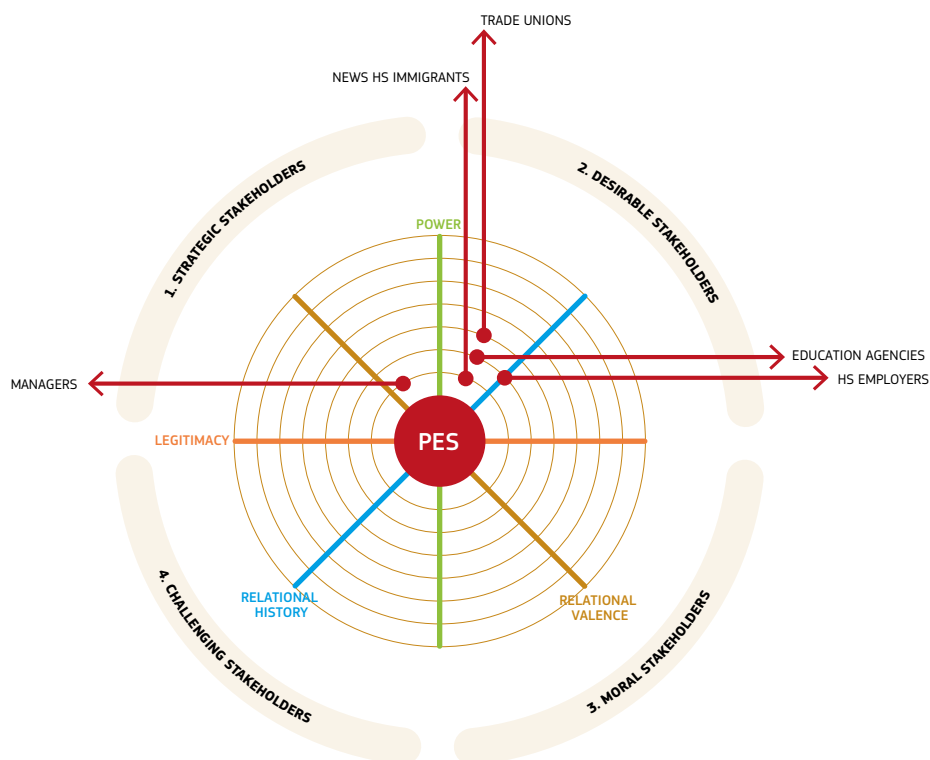 TRADE UNIONS
NEWS HS IMMIGRANTS
1. STRATEGIC STAKEHOLDERS
2. DESIRABLE STAKEHOLDERS
POWER
EDUCATION AGENCIES
HS EMPLOYERS
MANAGERS
LEGITIMACY
PES
RELATIONAL
HISTORY
RELATIONAL
VALENCE
4. CHALLENGING STAKEHOLDERS
3. MORAL STAKEHOLDERS